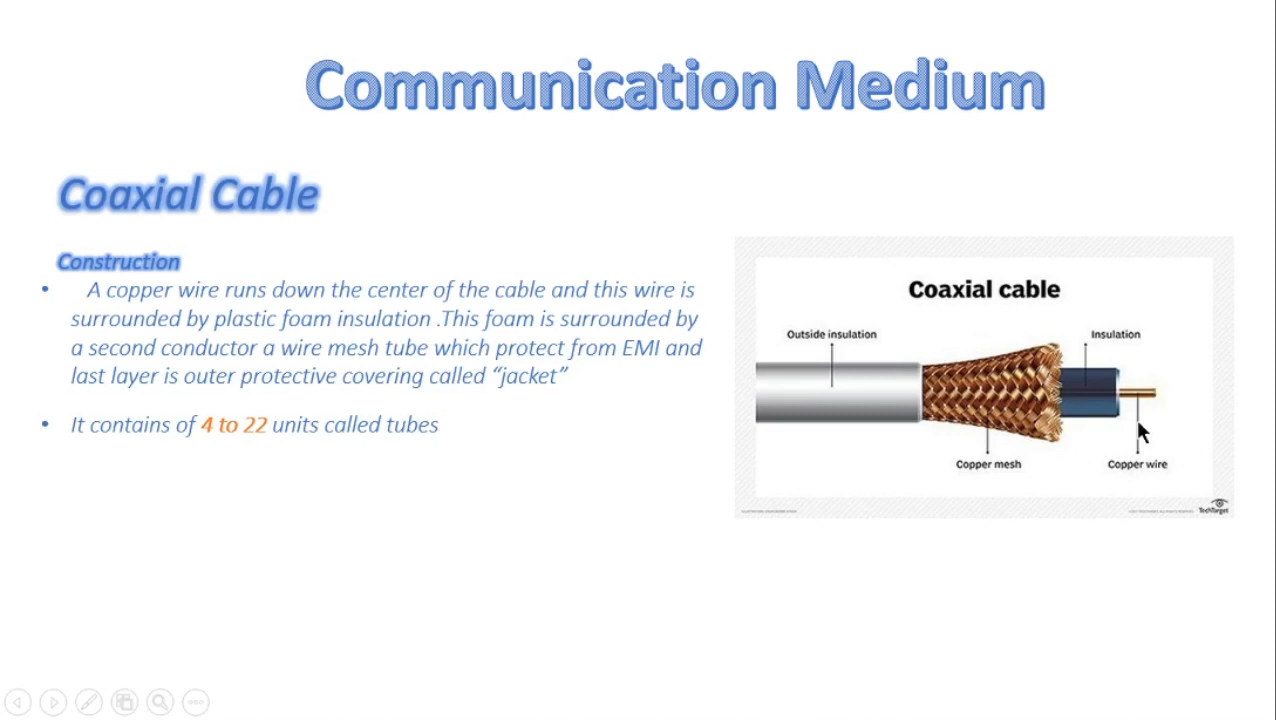 Communication Medium
Coaxial Cable
Construction
• A copper wire runs down the center of the cable and this wire is
surrounded by plastic foam insulation .This foam is surrounded by
a second conductor a wire mesh tube which protect from EMI and
last layer is outer protective covering called “jacket”
• It contains of 4 to 22 units called tubes
Coaxial cable
Outside insulation
Insulation
Copper mesh
Copper wire
TechTarget